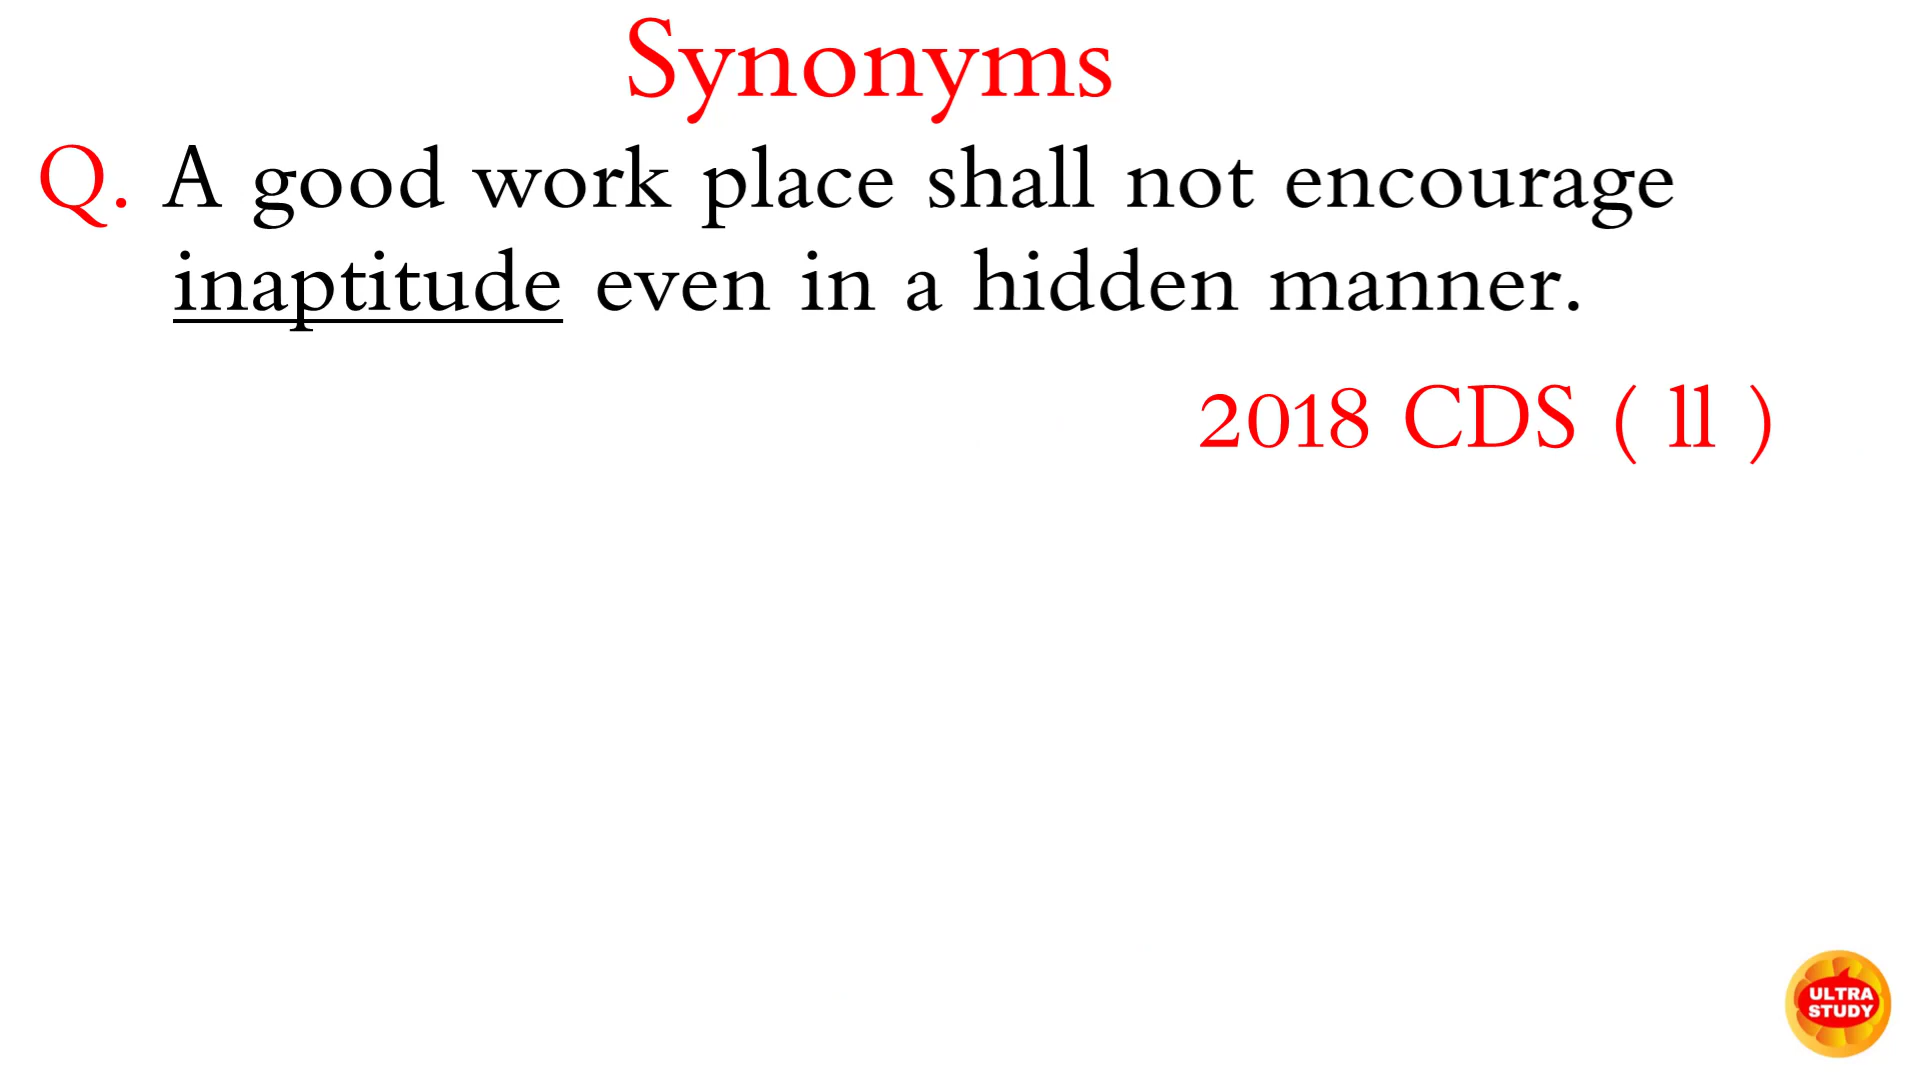 Synonyms
Q. A good work place shall not encourage
inaptitude even in a hidden manner.
2018 CDS ( ll )
ULTRA
STUDY